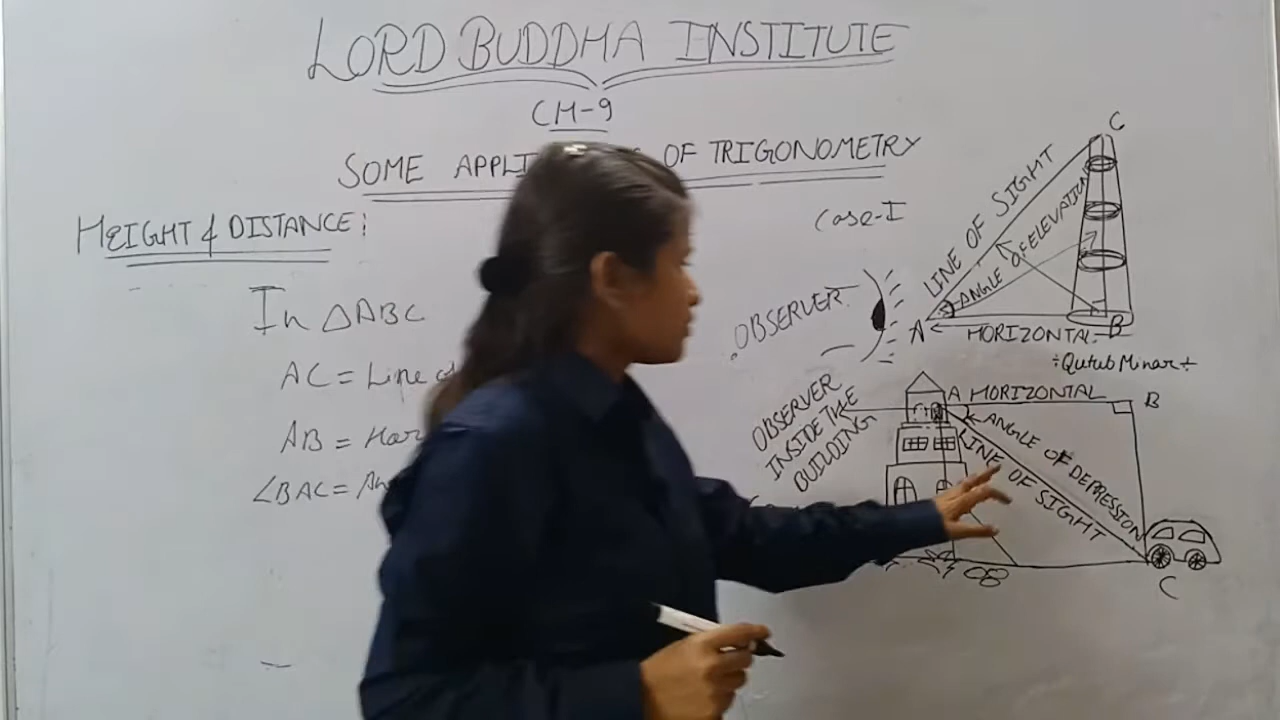 LORD BUDDHA INSTITUTE
CH-9
SOME APPLI OF TRIGONOMETRY
HEIGHT & DISTANCE:
In △ABC
AC = Line
AB =
∠BAC =
Case-I
C
LINE OF SIGHT
ANGLE OF ELEVATION
OBSERVER
A
HORIZONTAL
B
÷Qutub Minar÷
OBSERVER
INSIDE THE
BUILDING
A HORIZONTAL B
ANGLE OF DEPRESSION
LINE OF SIGHT
C